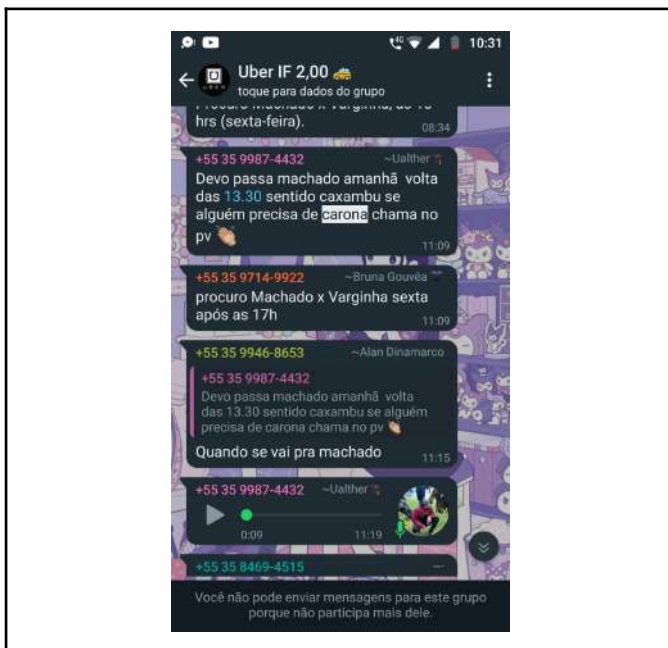 10:31
Uber IF 2,00 🚕
toque para dados do grupo
Procuro Machado x Varginha, as 18
hrs (sexta-feira).
08:34
+55 35 9987-4432 ~Ualther
Devo passa machado amanhã volta
das 13.30 sentido caxambu se
alguém precisa de carona chama no
pv 👏🏼
11:09
+55 35 9714-9922 ~Bruna Gouvêa
procuro Machado x Varginha sexta
após as 17h
11:09
+55 35 9946-8653 ~Alan Dinamarco
+55 35 9987-4432
Devo passa machado amanhã volta
das 13.30 sentido caxambu se alguém
precisa de carona chama no pv 👏🏼
Quando se vai pra machado
11:15
+55 35 9987-4432 ~Ualther
0:09 11:19
+55 35 8469-4515
Você não pode enviar mensagens para este grupo
porque não participa mais dele.